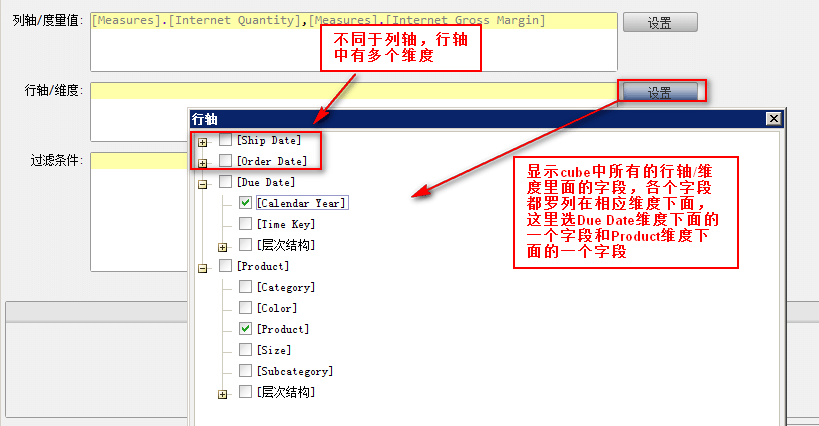 列轴/度量值:
[Measures].[Internet Quantity],[Measures].[Internet Gross Margin]
设置
不同于列轴，行轴
中有多个维度
行轴/维度:
设置
行轴
过滤条件:
[Ship Date]
[Order Date]
[Due Date]
[Calendar Year]
[Time Key]
[层次结构]
[Product]
[Category]
[Color]
[Product]
[Size]
[Subcategory]
[层次结构]
显示cube中所有的行轴/维
度里面的字段，各个字段
都罗列在相应维度下面，
这里选Due Date维度下面的
一个字段和Product维度下
面的一个字段